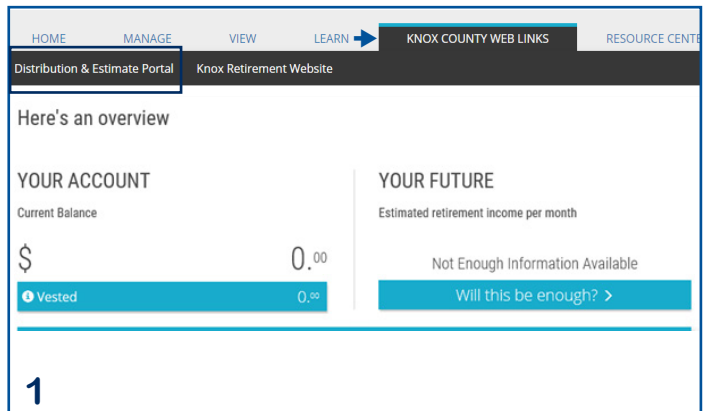 HOME MANAGE VIEW LEARN KNOX COUNTY WEB LINKS RESOURCE CENTE
Distribution & Estimate Portal Knox Retirement Website
Here's an overview
YOUR ACCOUNT
Current Balance
$ 0.00
Vested 0.00
YOUR FUTURE
Estimated retirement income per month
Not Enough Information Available
Will this be enough? >
1